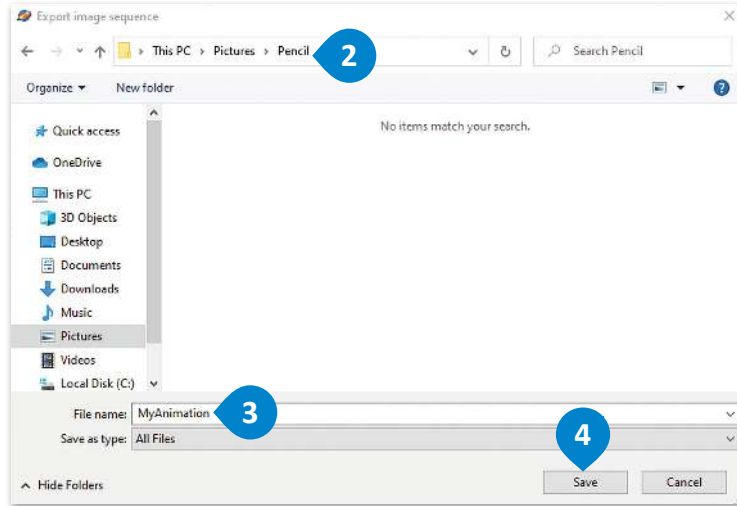 Export image sequence
This PC > Pictures > Pencil
2
Search Pencil
Organize
New folder
?
No items match your search.
Quick access
OneDrive
This PC
3D Objects
Desktop
Documents
Downloads
Music
Pictures
Videos
Local Disk (C:)
File name: MyAnimation
3
Save as type: All Files
4
Hide Folders
Save
Cancel